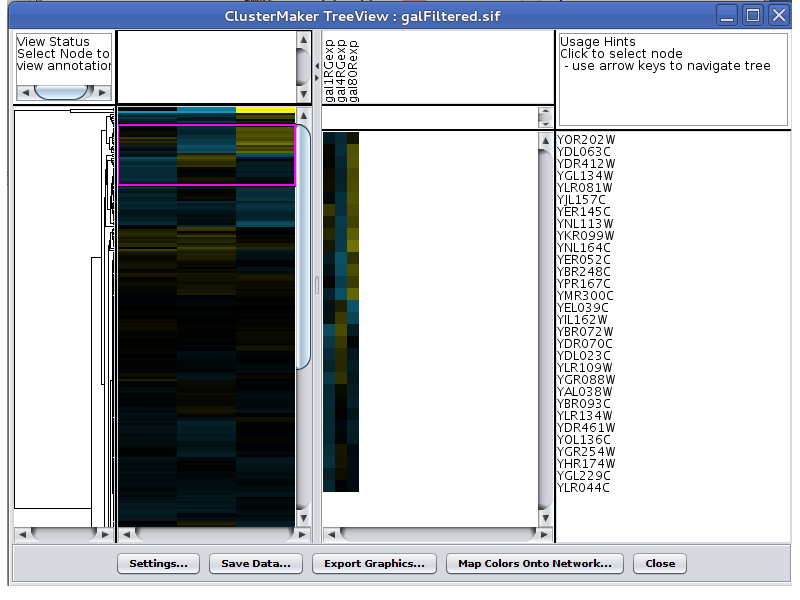 ClusterMaker TreeView : galFiltered.sif
View Status
Select Node to
view annotation
gal1RGexp
gal4RGexp
gal80Rexp
Usage Hints
Click to select node
- use arrow keys to navigate tree
YOR202W
YDL063C
YDR412W
YGL134W
YLR081W
YJL157C
YER145C
YNL113W
YKR099W
YNL164C
YER052C
YBR248C
YPR167C
YMR300C
YEL039C
YIL162W
YBR072W
YDR070C
YDL023C
YLR109W
YGR088W
YAL038W
YBR093C
YLR134W
YDR461W
YOL136C
YGR254W
YHR174W
YGL229C
YLR044C
Settings...
Save Data...
Export Graphics...
Map Colors Onto Network...
Close